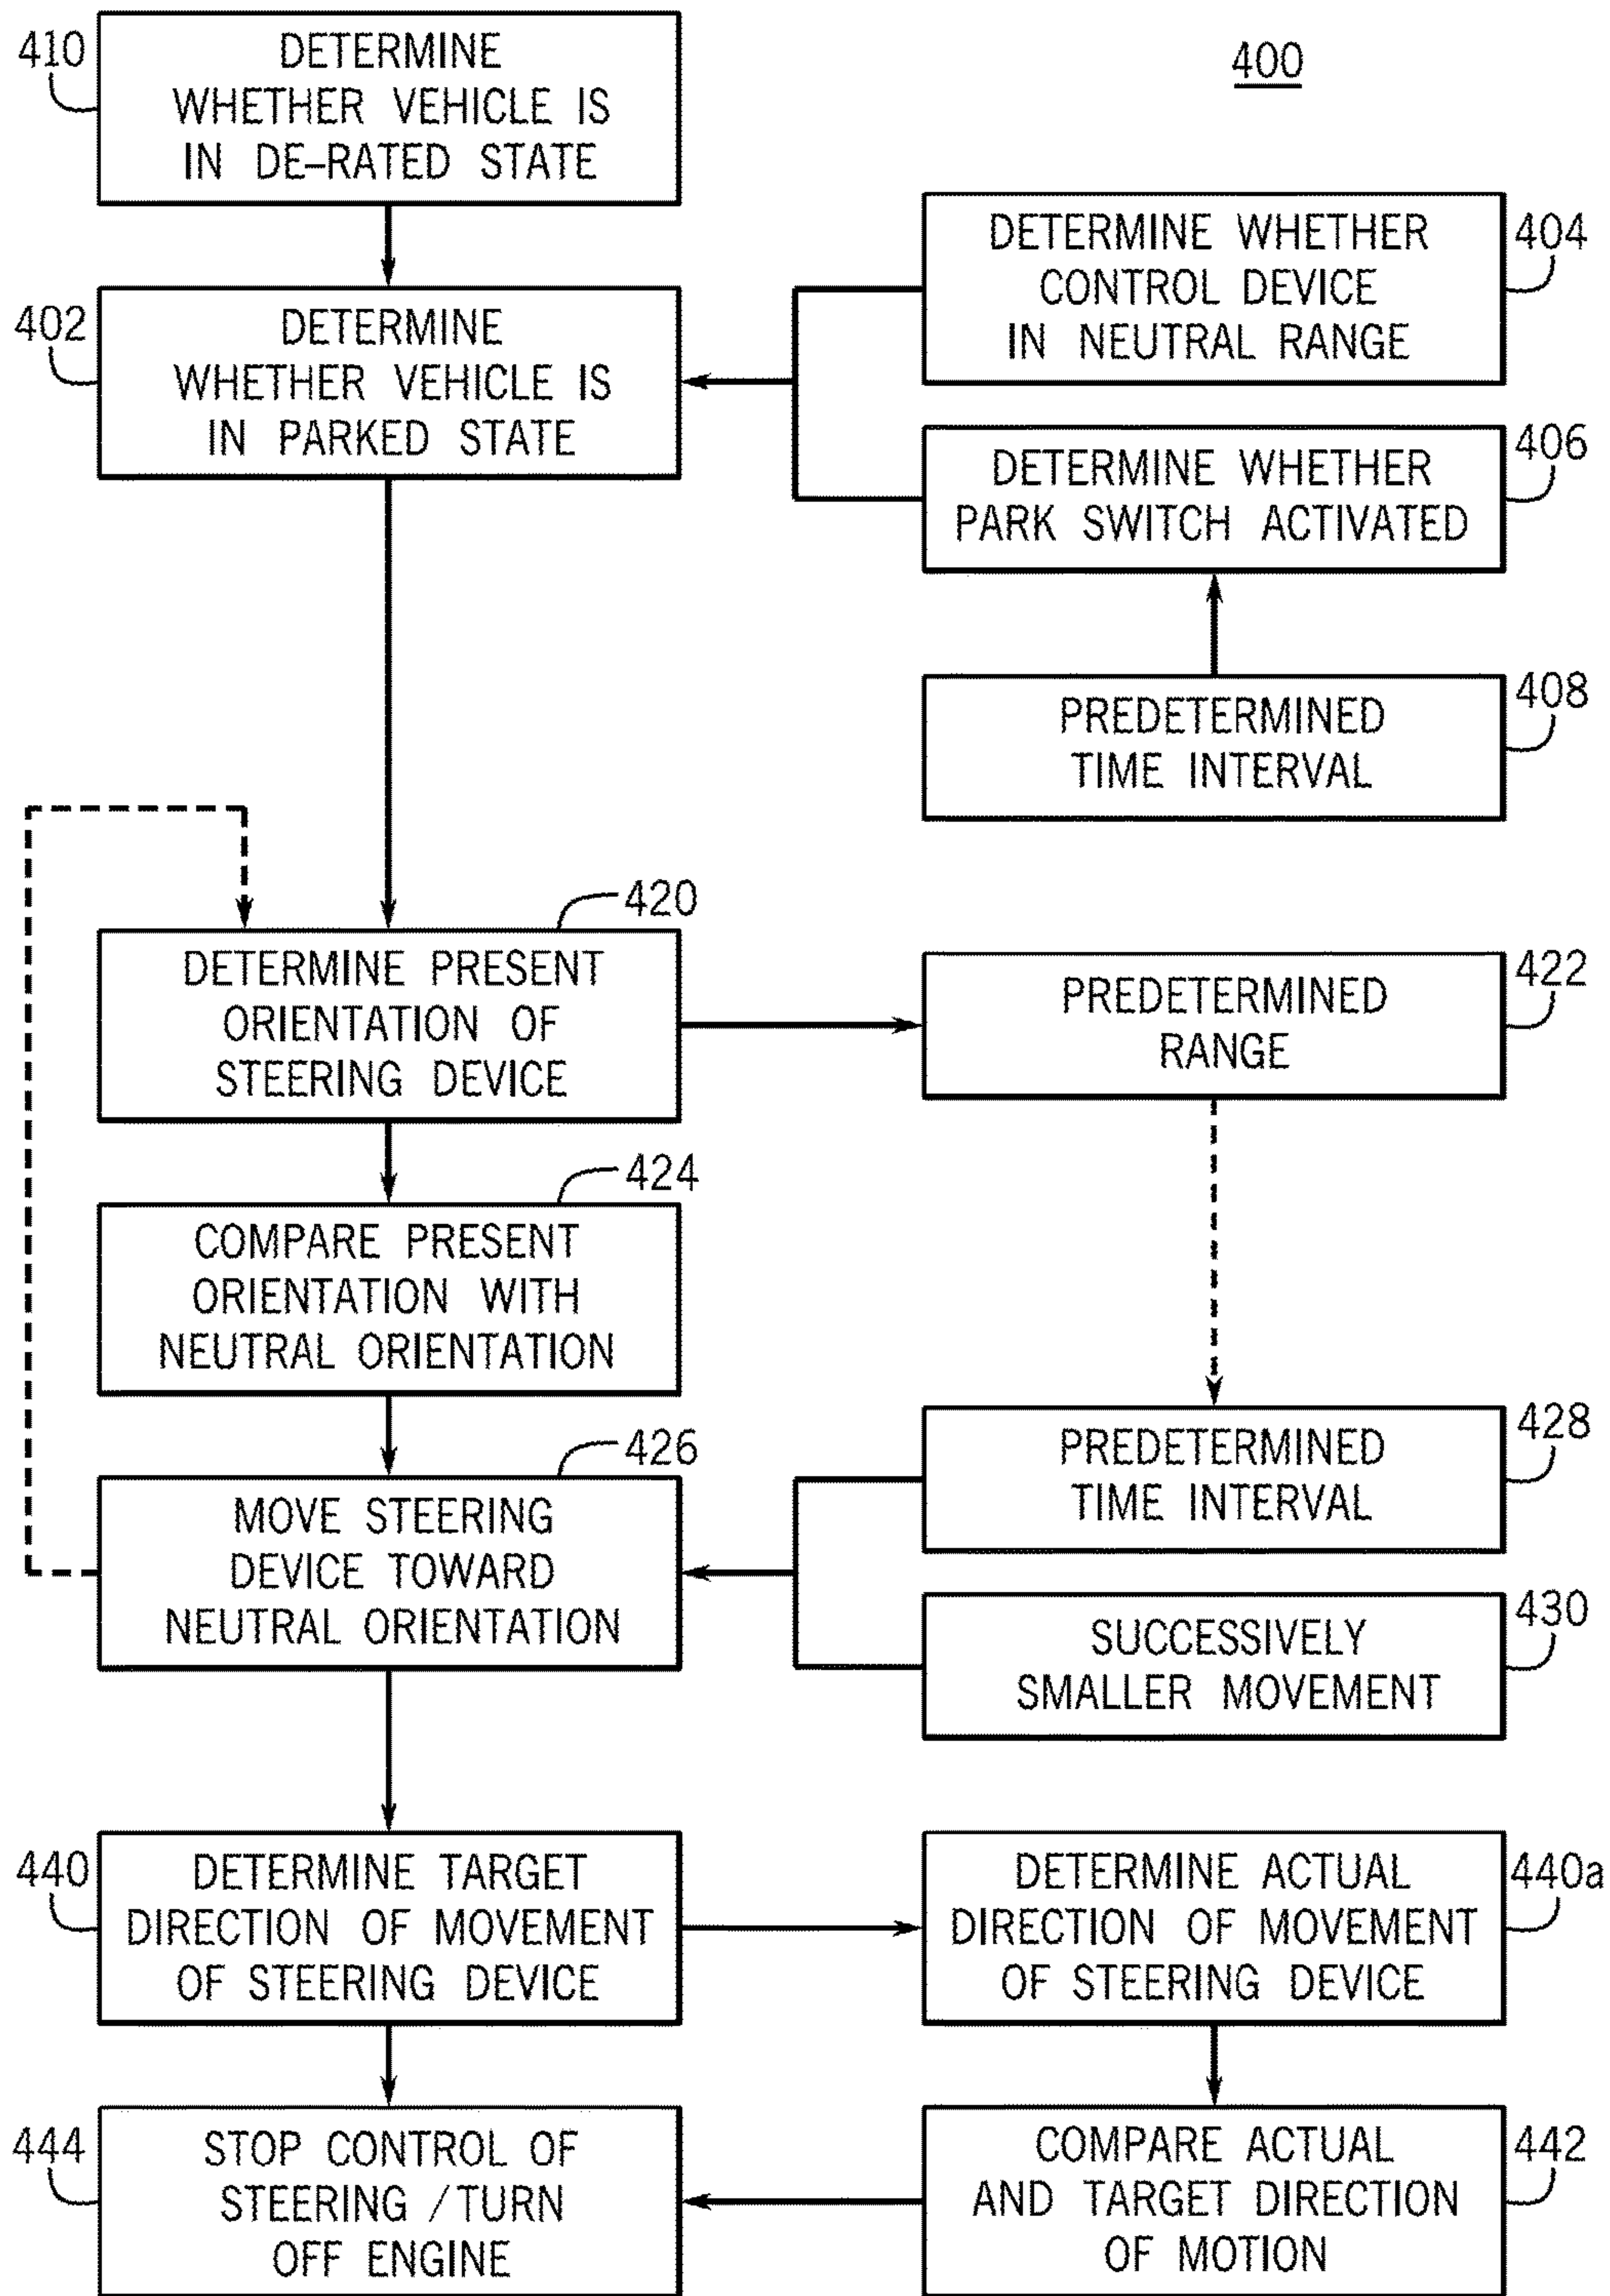 400
410
DETERMINE
WHETHER VEHICLE IS
IN DE–RATED STATE
402
DETERMINE
WHETHER VEHICLE IS
IN PARKED STATE
DETERMINE WHETHER
CONTROL DEVICE
IN NEUTRAL RANGE
404
DETERMINE WHETHER
PARK SWITCH ACTIVATED
406
PREDETERMINED
TIME INTERVAL
408
420
DETERMINE PRESENT
ORIENTATION OF
STEERING DEVICE
PREDETERMINED
RANGE
422
424
COMPARE PRESENT
ORIENTATION WITH
NEUTRAL ORIENTATION
426
MOVE STEERING
DEVICE TOWARD
NEUTRAL ORIENTATION
PREDETERMINED
TIME INTERVAL
428
SUCCESSIVELY
SMALLER MOVEMENT
430
440
DETERMINE TARGET
DIRECTION OF MOVEMENT
OF STEERING DEVICE
DETERMINE ACTUAL
DIRECTION OF MOVEMENT
OF STEERING DEVICE
440a
444
STOP CONTROL OF
STEERING /TURN
OFF ENGINE
COMPARE ACTUAL
AND TARGET DIRECTION
OF MOTION
442